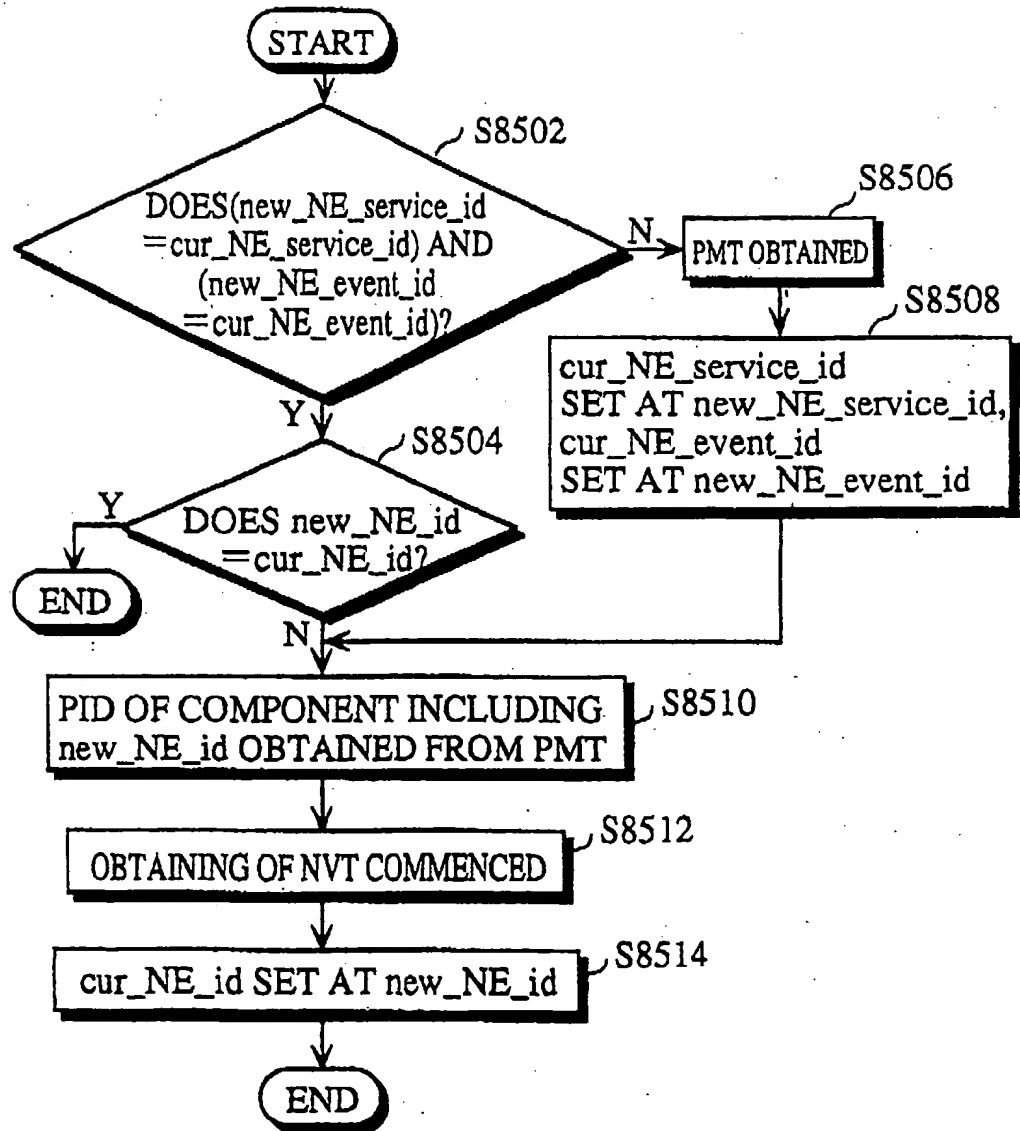 START
S8502
DOES(new_NE_service_id
=cur_NE_service_id) AND
(new_NE_event_id
=cur_NE_event_id)?
N
S8506
PMT OBTAINED
S8508
cur_NE_service_id
SET AT new_NE_service_id,
cur_NE_event_id
SET AT new_NE_event_id
Y
S8504
DOES new_NE_id
=cur_NE_id?
Y
END
N
PID OF COMPONENT INCLUDING
new_NE_id OBTAINED FROM PMT
S8510
OBTAINING OF NVT COMMENCED
S8512
cur_NE_id SET AT new_NE_id
S8514
END